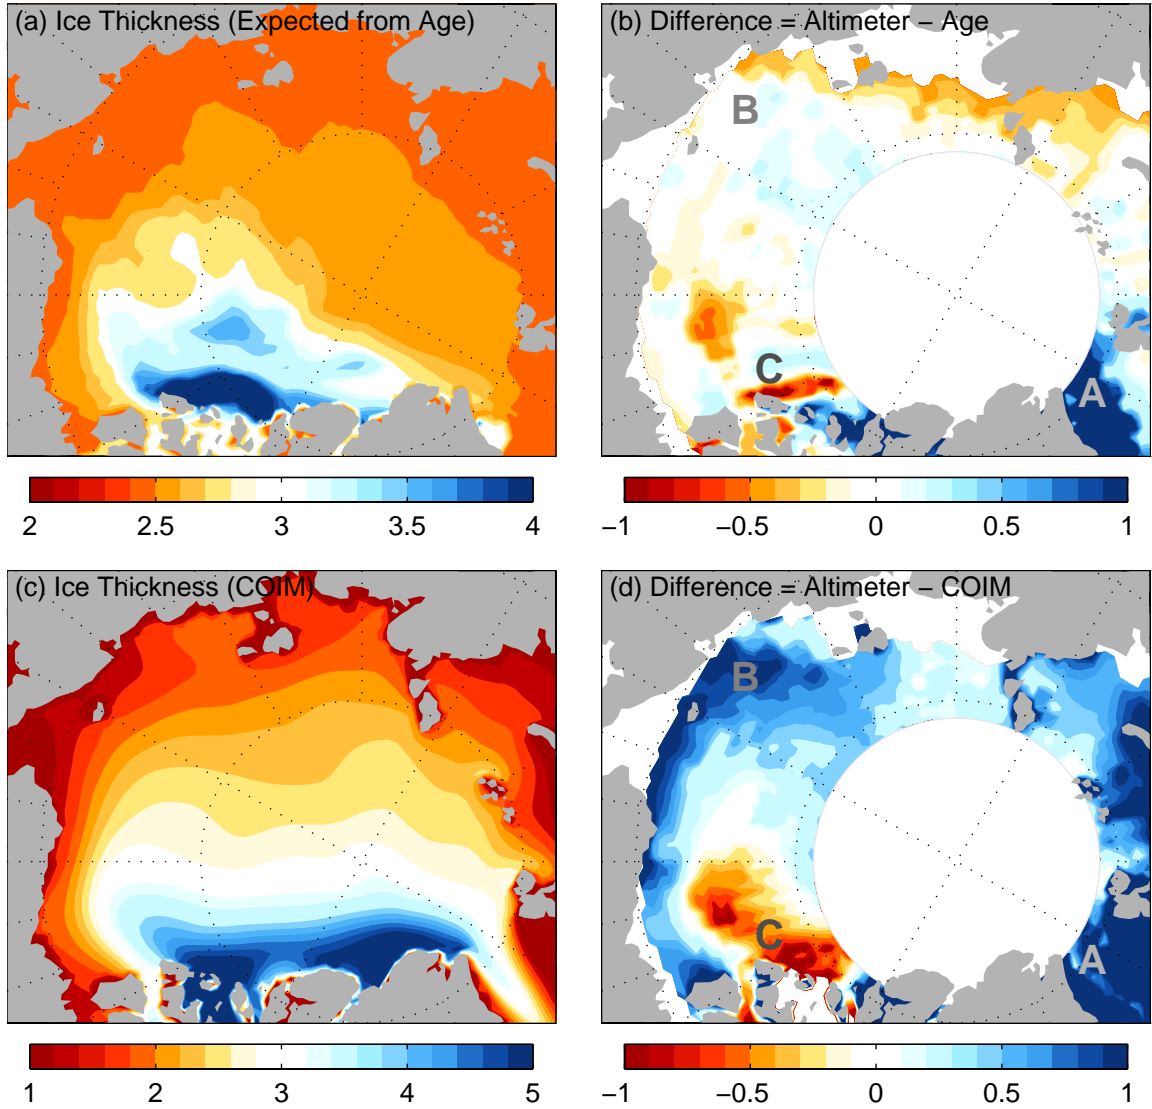 (a) Ice Thickness (Expected from Age)
(b) Difference = Altimeter − Age
B
C
A
2 2.5 3 3.5 4
−1 −0.5 0 0.5 1
(c) Ice Thickness (COIM)
(d) Difference = Altimeter − COIM
B
C
A
1 2 3 4 5
−1 −0.5 0 0.5 1